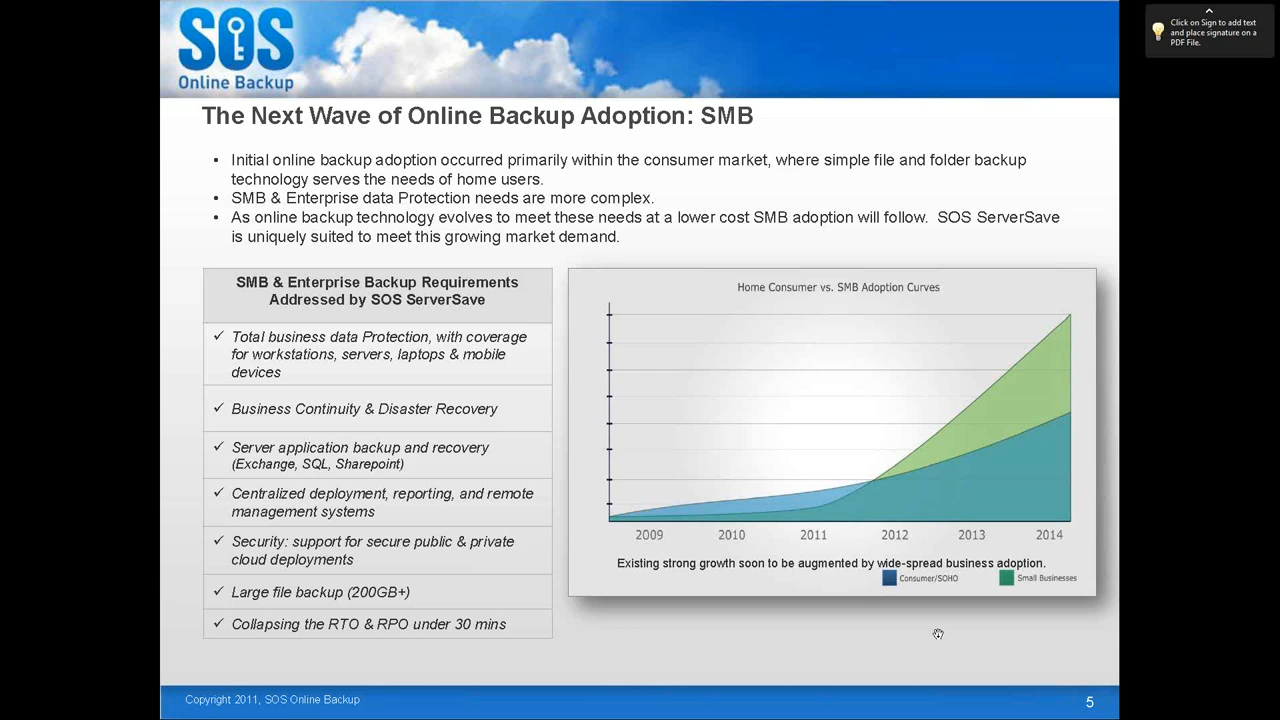 SOS
Online Backup
Click on Sign to add text
and place signature on a
PDF File.
The Next Wave of Online Backup Adoption: SMB
• Initial online backup adoption occurred primarily within the consumer market, where simple file and folder backup
technology serves the needs of home users.
• SMB & Enterprise data Protection needs are more complex.
• As online backup technology evolves to meet these needs at a lower cost SMB adoption will follow. SOS ServerSave
is uniquely suited to meet this growing market demand.
SMB & Enterprise Backup Requirements
Addressed by SOS ServerSave
✓ Total business data Protection, with coverage
for workstations, servers, laptops & mobile
devices
✓ Business Continuity & Disaster Recovery
✓ Server application backup and recovery
(Exchange, SQL, Sharepoint)
✓ Centralized deployment, reporting, and remote
management systems
✓ Security: support for secure public & private
cloud deployments
✓ Large file backup (200GB+)
✓ Collapsing the RTO & RPO under 30 mins
Home Consumer vs. SMB Adoption Curves
2009 2010 2011 2012 2013 2014
Existing strong growth soon to be augmented by wide-spread business adoption.
Consumer/SOHO Small Businesses
Copyright 2011, SOS Online Backup
5